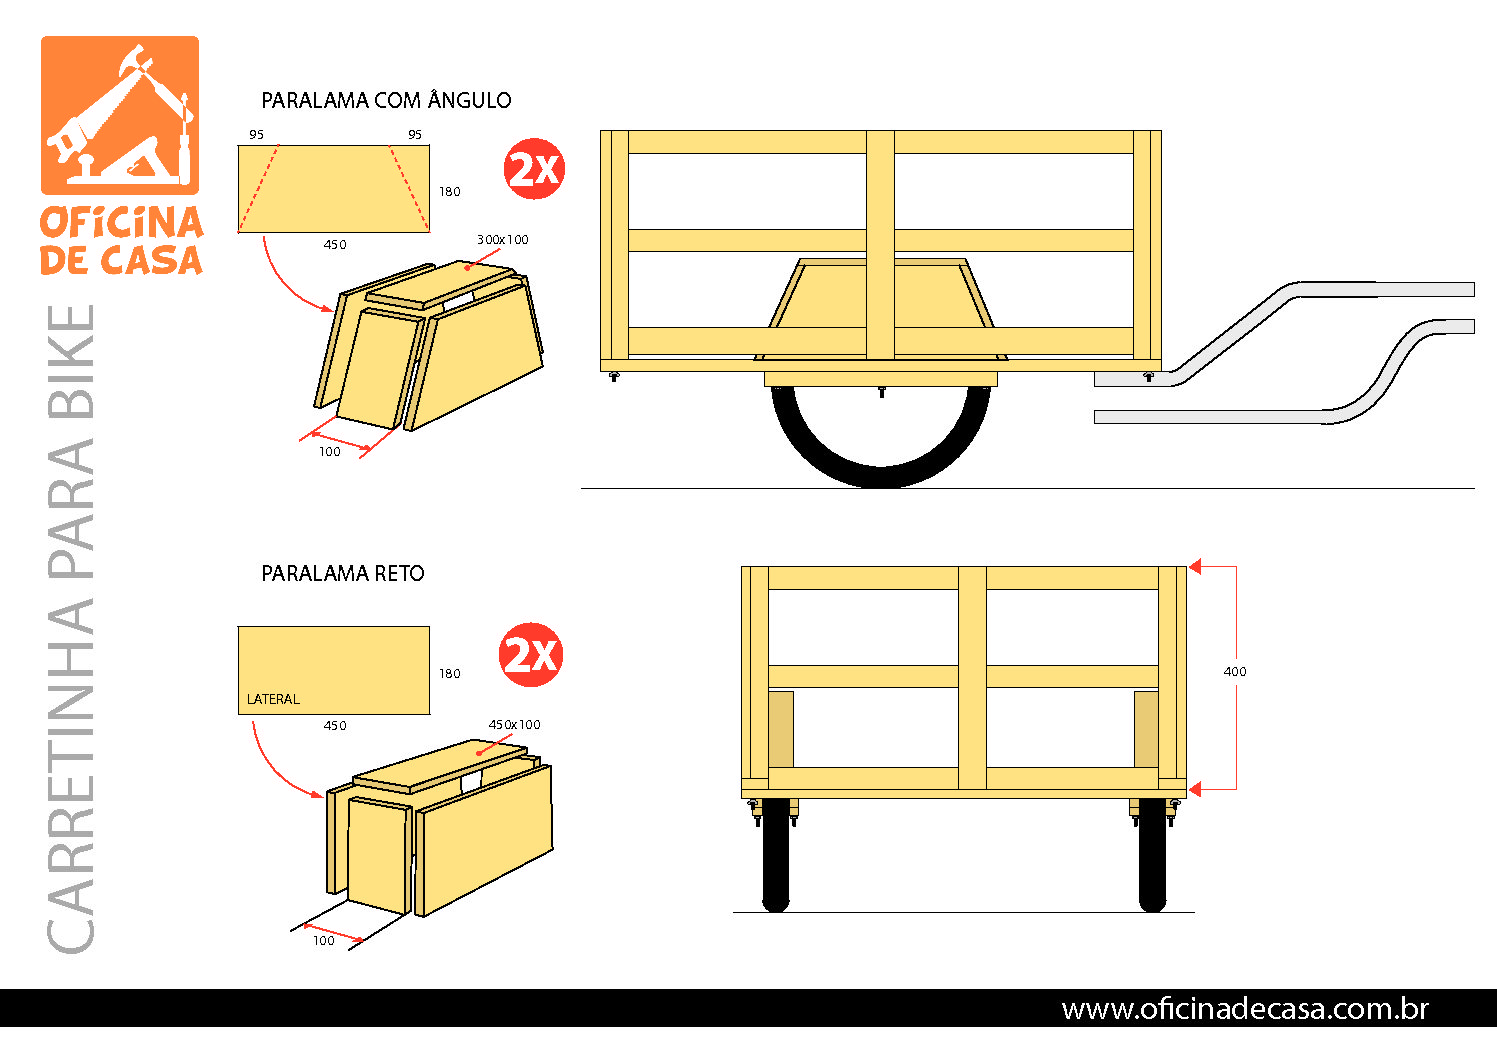 OFICINA
DE CASA
CARRETINHA PARA BIKE
PARALAMA COM ÂNGULO
95
95
2X
180
450
300x100
100
PARALAMA RETO
2X
180
LATERAL
450
450x100
100
400
www.oficinadecasa.com.br